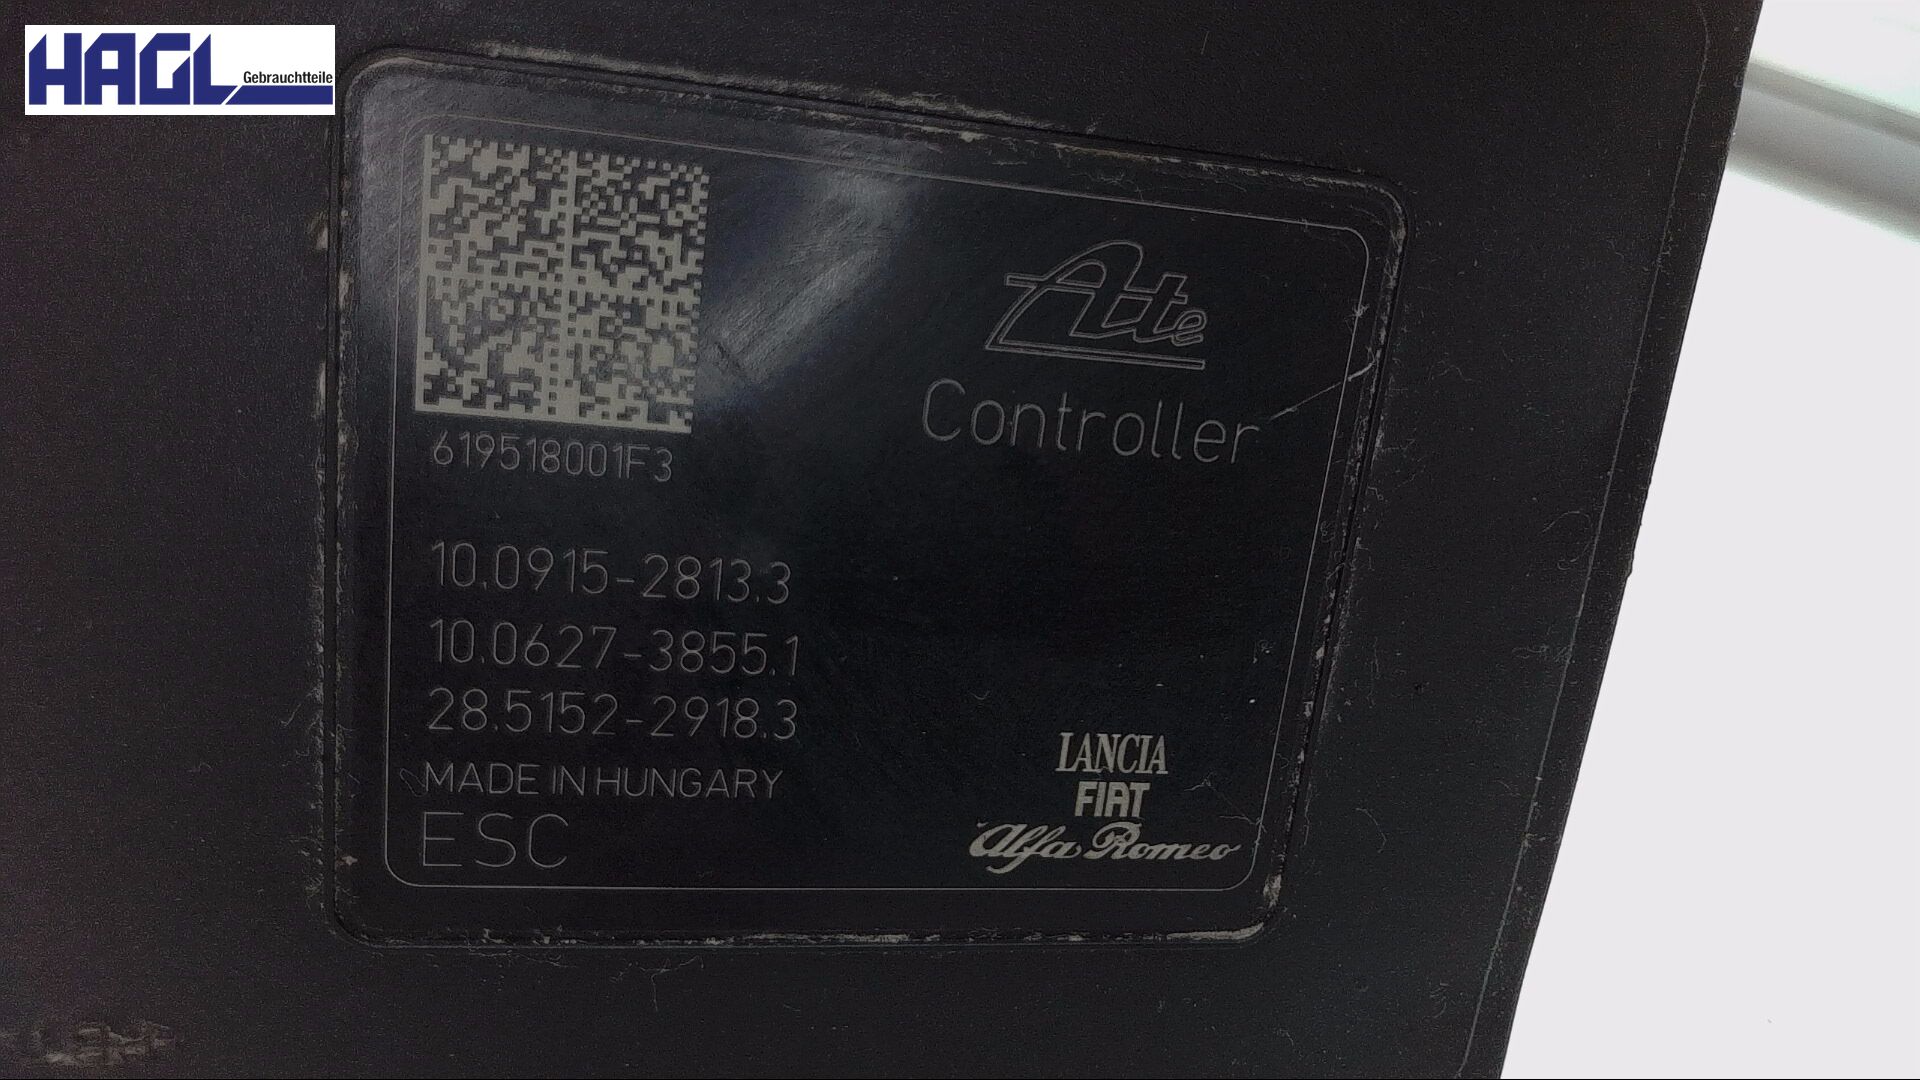 HAGL Gebrauchtteile
Ate
Controller
619518001F3
10.0915-2813.3
10.0627-3855.1
28.5152-2918.3
MADE IN HUNGARY
ESC
LANCIA
FIAT
Alfa Romeo